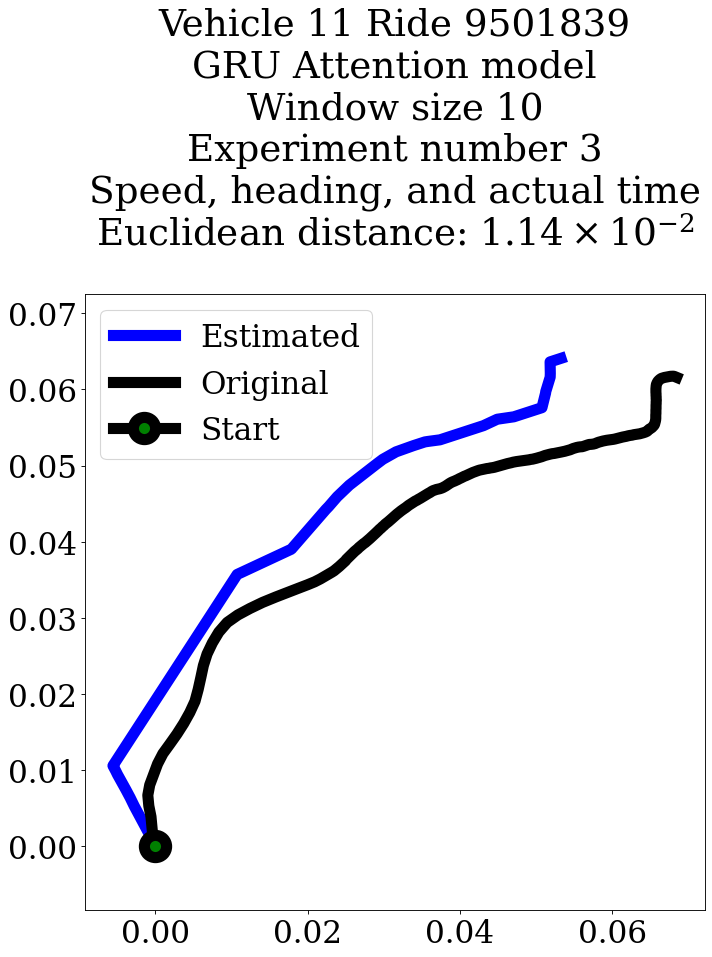 Vehicle 11 Ride 9501839
GRU Attention model
Window size 10
Experiment number 3
Speed, heading, and actual time
Euclidean distance: 1.14 × 10⁻²
Estimated
Original
Start
0.07
0.06
0.05
0.04
0.03
0.02
0.01
0.00
0.00 0.02 0.04 0.06